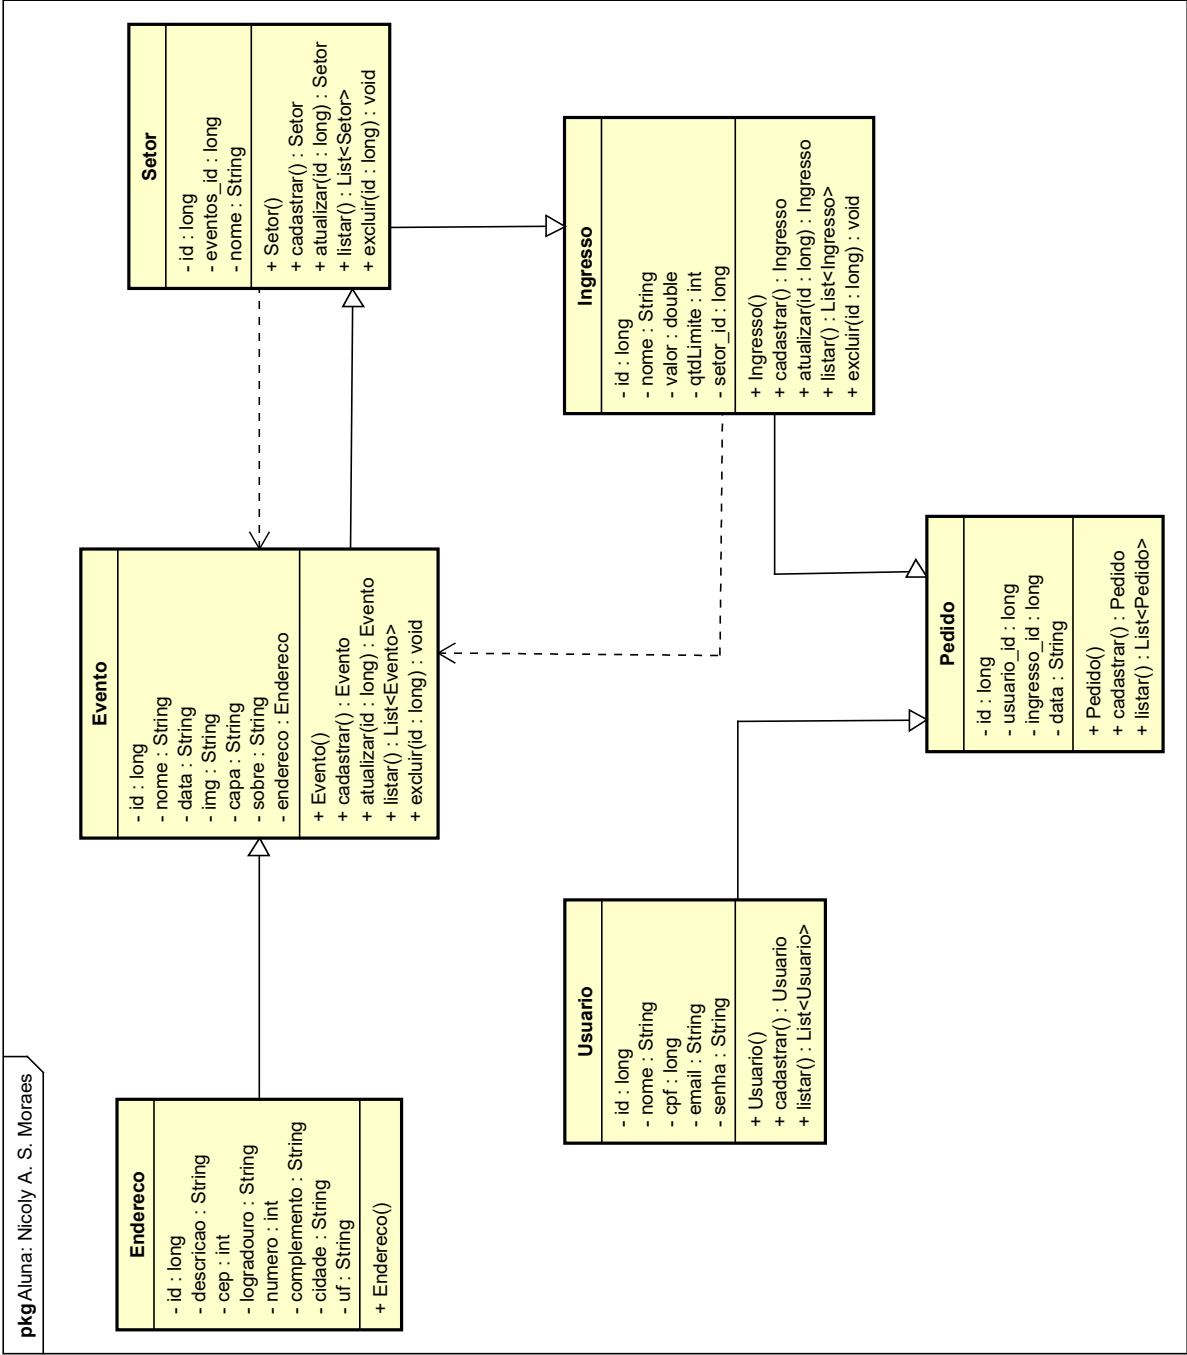 pkg Aluna: Nicoly A. S. Moraes
Endereco
- id : long
- descricao : String
- cep : int
- logradouro : String
- numero : int
- complemento : String
- cidade : String
- uf : String
+ Endereco()
Evento
- id : long
- nome : String
- data : String
- img : String
- capa : String
- sobre : String
- endereco : Endereco
+ Evento()
+ cadastrar() : Evento
+ atualizar(id : long) : Evento
+ listar() : List<Evento>
+ excluir(id : long) : void
Setor
- id : long
- eventos_id : long
- nome : String
+ Setor()
+ cadastrar() : Setor
+ atualizar(id : long) : Setor
+ listar() : List<Setor>
+ excluir(id : long) : void
Usuario
- id : long
- nome : String
- cpf : long
- email : String
- senha : String
+ Usuario()
+ cadastrar() : Usuario
+ listar() : List<Usuario>
Ingresso
- id : long
- nome : String
- valor : double
- qtdLimite : int
- setor_id : long
+ Ingresso()
+ cadastrar() : Ingresso
+ atualizar(id : long) : Ingresso
+ listar() : List<Ingresso>
+ excluir(id : long) : void
Pedido
- id : long
- usuario_id : long
- ingresso_id : long
- data : String
+ Pedido()
+ cadastrar() : Pedido
+ listar() : List<Pedido>